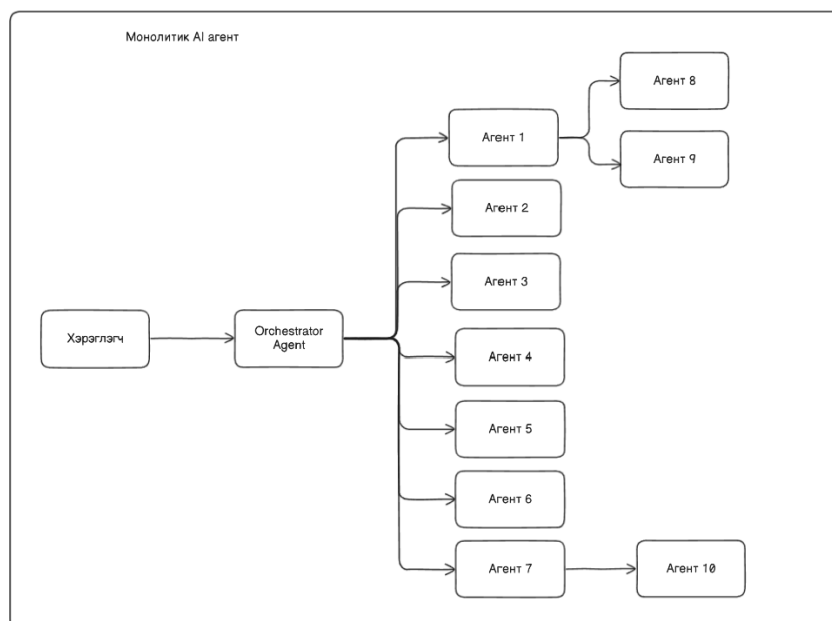 Монолитик AI агент
Агент 8
Агент 1
Агент 9
Агент 2
Агент 3
Хэрэглэгч
Orchestrator
Agent
Агент 4
Агент 5
Агент 6
Агент 7
Агент 10